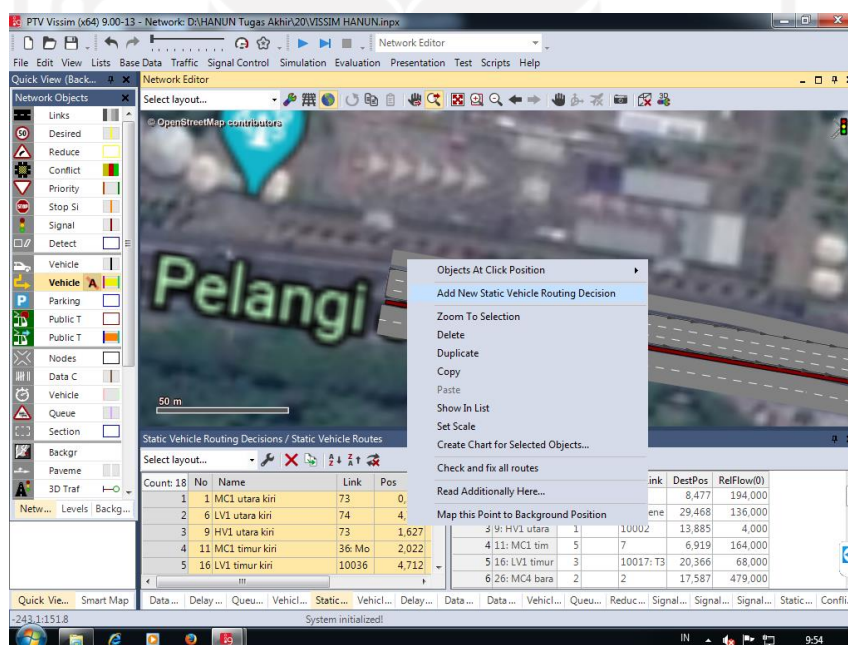 PTV Vissim (x64) 9.00-13 - Network: D:\HANUN Tugas Akhir\20\VISSIM HANUN.inpx
Network Editor
File Edit View Lists Base Data Traffic Signal Control Simulation Evaluation Presentation Test Scripts Help
Quick View (Back...
Network Editor
Network Objects
Select layout...
Links
Desired
Reduce
Conflict
Priority
Stop Si
Signal
Detect
Vehicle
Vehicle
Parking
Public T
Public T
Nodes
Data C
Vehicle
Queue
Section
Backgr
Paveme
3D Traf
Netw... Levels Backg...
© OpenStreetMap contributors
Pelangi
50 m
Objects At Click Position
Add New Static Vehicle Routing Decision
Zoom To Selection
Delete
Duplicate
Copy
Paste
Show In List
Set Scale
Create Chart for Selected Objects...
Check and fix all routes
Read Additionally Here...
Map this Point to Background Position
Static Vehicle Routing Decisions / Static Vehicle Routes
Select layout...
Count: 18 No Name Link Pos
1 1 MC1 utara kiri 73 0,
2 6 LV1 utara kiri 74 4,
3 9 HV1 utara kiri 73 1,627
4 11 MC1 timur kiri 36: Mo 2,022
5 16 LV1 timur kiri 10036 4,712
ink DestPos RelFlow(0)
8,477 194,000
ene 29,468 136,000
3 9: HV1 utara 1 10002 13,885 4,000
4 11: MC1 tim 5 7 6,919 164,000
5 16: LV1 timur 3 10017: T3 20,366 68,000
6 26: MC4 bara 2 2 17,587 479,000
Quick Vie... Smart Map
Data ... Delay ... Queu... Vehicl... Static... Vehicl... Delay... Data ... Data ... Vehicl... Queu... Reduc... Signal... Signal... Signal... Static... Confli
-243.1:151.8 System initialized!
IN 9:54